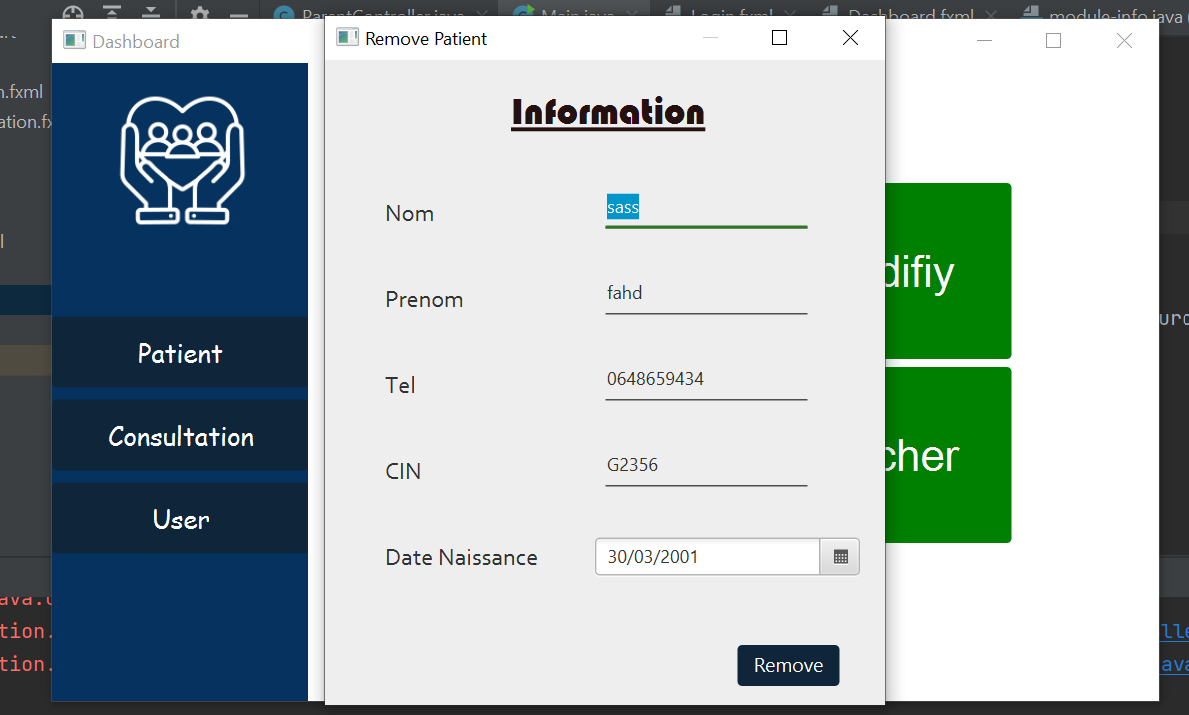 ParentController.java
Main.java
Login.fxml
Dashboard.fxml
module-info.java
Dashboard
Remove Patient
Information
Nom
sass
Prenom
fahd
Tel
0648659434
CIN
G2356
Date Naissance
30/03/2001
Remove
Patient
Consultation
User
difiy
cher
n.fxml
ation.fx
ava.
tion.
tion.
urc
lle
java